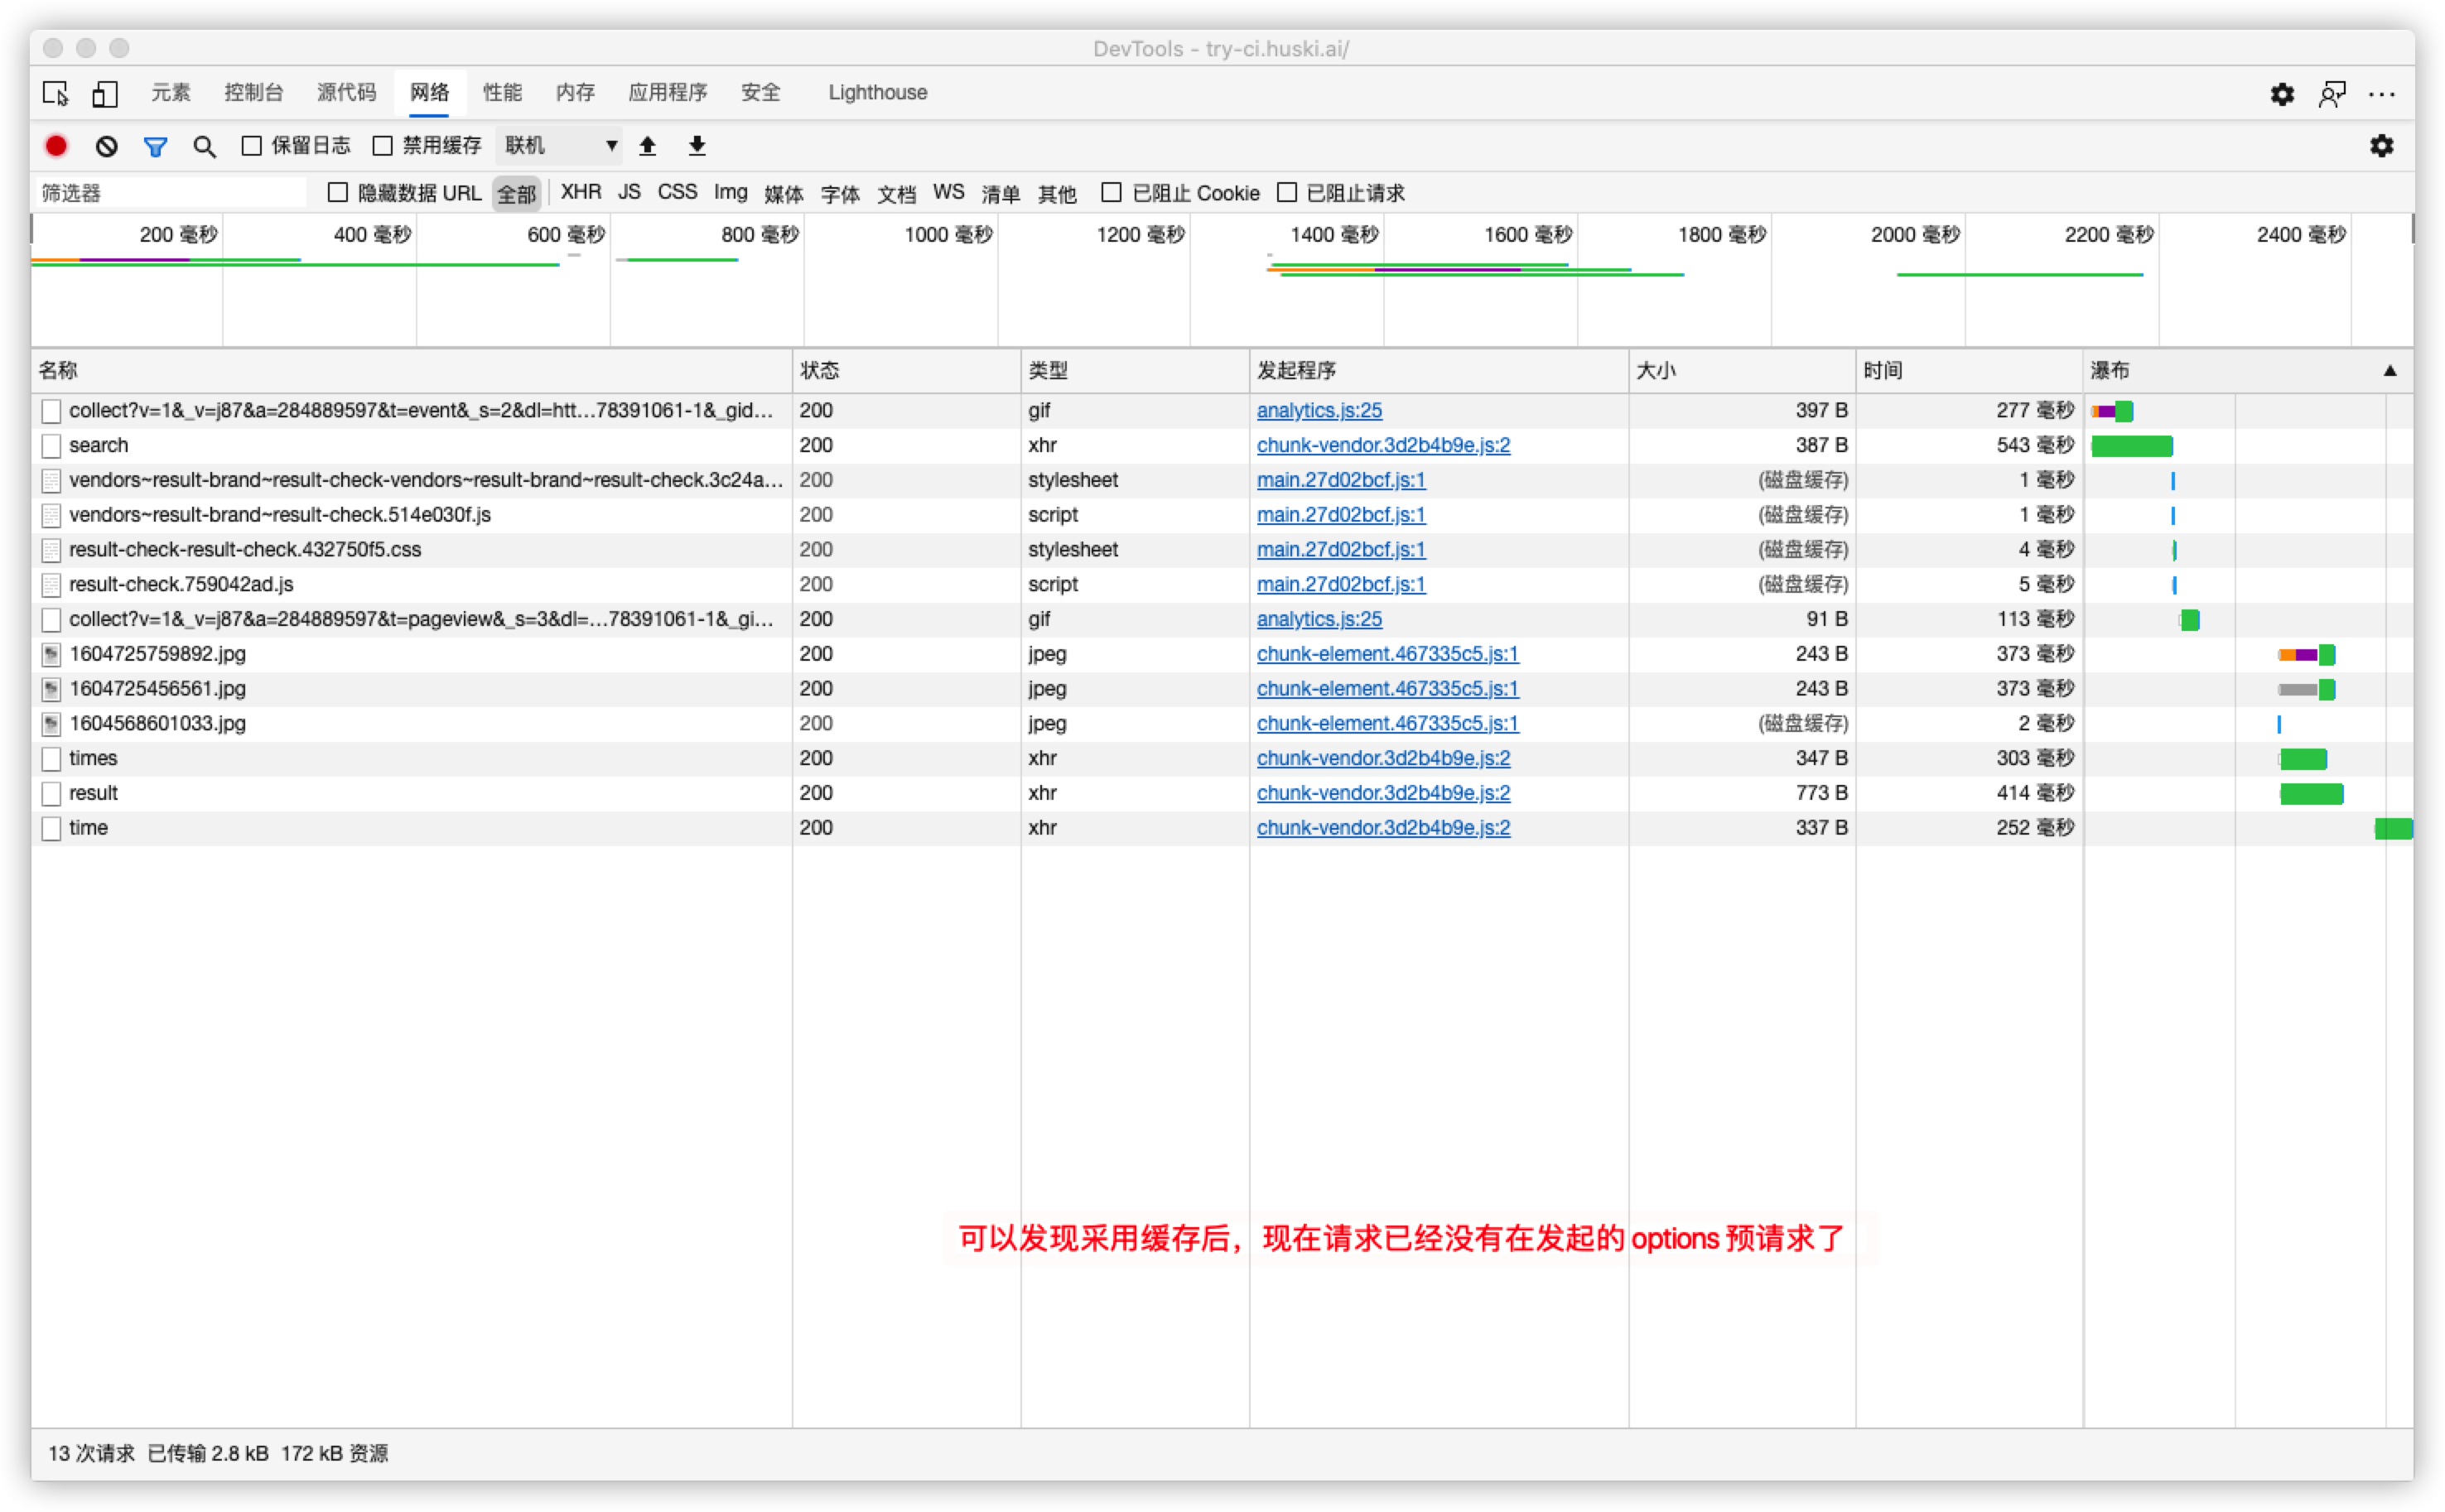 DevTools - try-ci.huski.ai/
元素 控制台 源代码 网络 性能 内存 应用程序 安全 Lighthouse
保留日志 禁用缓存 联机
筛选器 隐藏数据 URL 全部 XHR JS CSS Img 媒体 字体 文档 WS 清单 其他 已阻止 Cookie 已阻止请求
200 毫秒 400 毫秒 600 毫秒 800 毫秒 1000 毫秒 1200 毫秒 1400 毫秒 1600 毫秒 1800 毫秒 2000 毫秒 2200 毫秒 2400 毫秒
名称 状态 类型 发起程序 大小 时间 瀑布
collect?v=1&_v=j87&a=284889597&t=event&_s=2&dl=htt…78391061-1&_gid... 200 gif analytics.js:25 397 B 277 毫秒
search 200 xhr chunk-vendor.3d2b4b9e.js:2 387 B 543 毫秒
vendors~result-brand~result-check-vendors~result-brand~result-check.3c24a... 200 stylesheet main.27d02bcf.js:1 (磁盘缓存) 1 毫秒
vendors~result-brand~result-check.514e030f.js 200 script main.27d02bcf.js:1 (磁盘缓存) 1 毫秒
result-check-result-check.432750f5.css 200 stylesheet main.27d02bcf.js:1 (磁盘缓存) 4 毫秒
result-check.759042ad.js 200 script main.27d02bcf.js:1 (磁盘缓存) 5 毫秒
collect?v=1&_v=j87&a=284889597&t=pageview&_s=3&dl=…78391061-1&_gi... 200 gif analytics.js:25 91 B 113 毫秒
1604725759892.jpg 200 jpeg chunk-element.467335c5.js:1 243 B 373 毫秒
1604725456561.jpg 200 jpeg chunk-element.467335c5.js:1 243 B 373 毫秒
1604568601033.jpg 200 jpeg chunk-element.467335c5.js:1 (磁盘缓存) 2 毫秒
times 200 xhr chunk-vendor.3d2b4b9e.js:2 347 B 303 毫秒
result 200 xhr chunk-vendor.3d2b4b9e.js:2 773 B 414 毫秒
time 200 xhr chunk-vendor.3d2b4b9e.js:2 337 B 252 毫秒
可以发现采用缓存后，现在请求已经没有在发起的 options 预请求了
13 次请求 已传输 2.8 kB 172 kB 资源